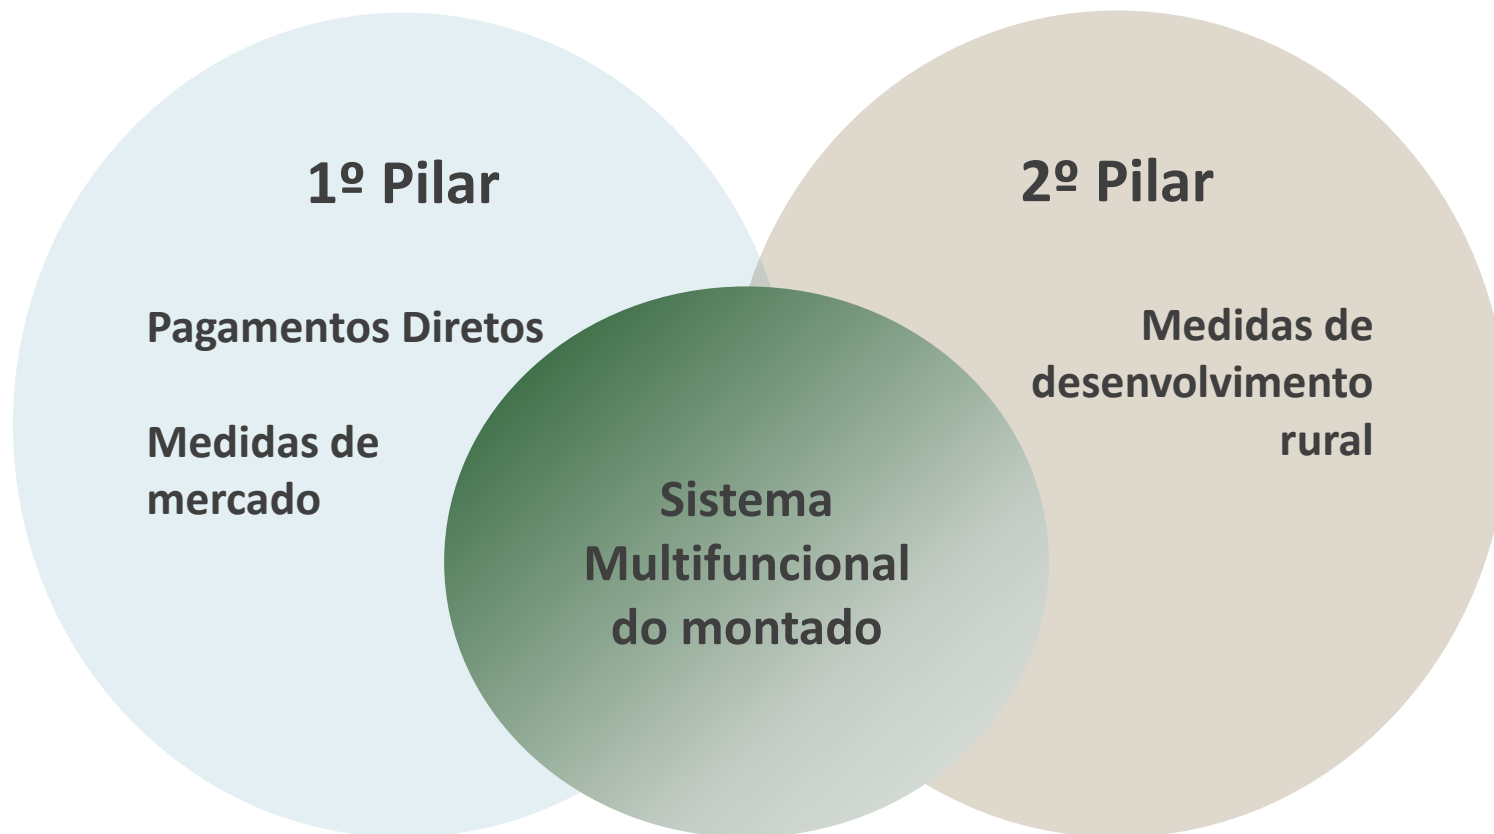 1º Pilar
Pagamentos Diretos
Medidas de
mercado
2º Pilar
Medidas de
desenvolvimento
rural
Sistema
Multifuncional
do montado